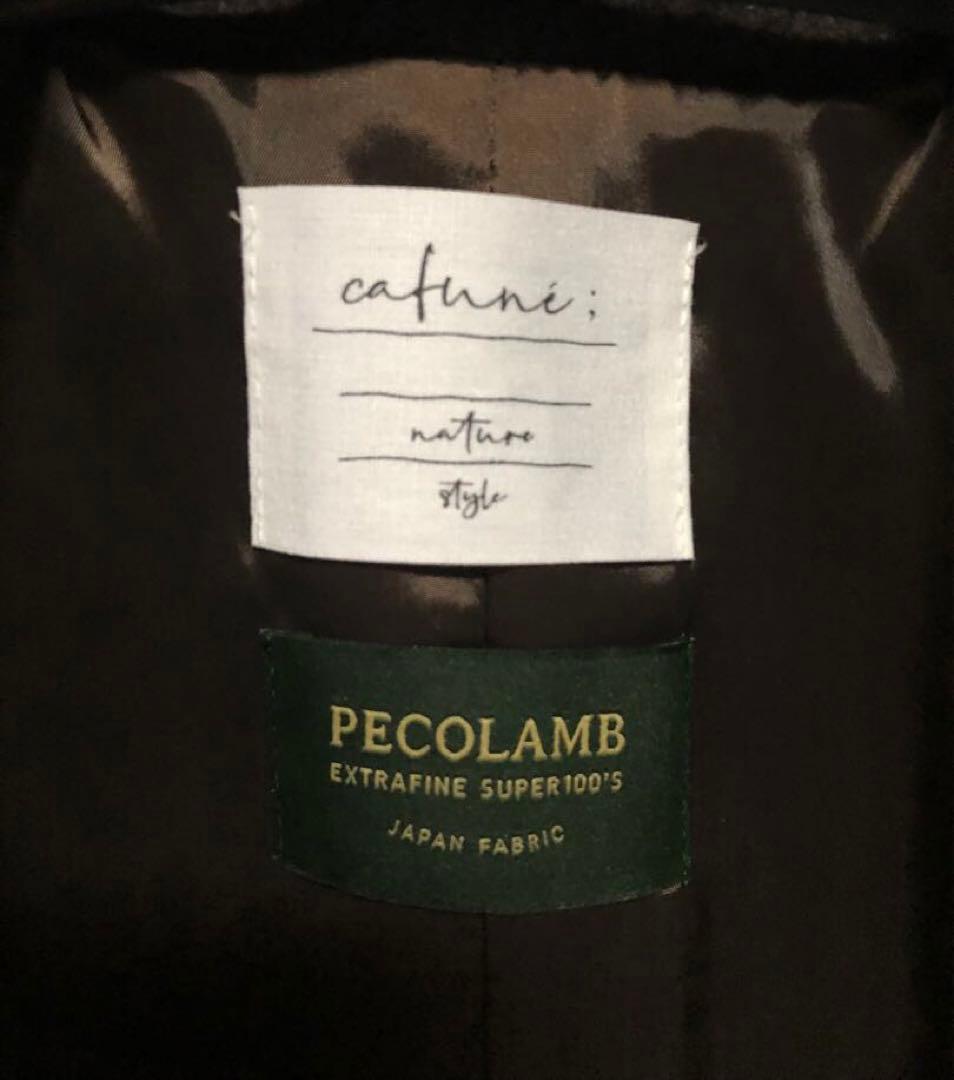 cafuné;
nature
style
PECOLAMB
EXTRAFINE SUPER100'S
JAPAN FABRIC